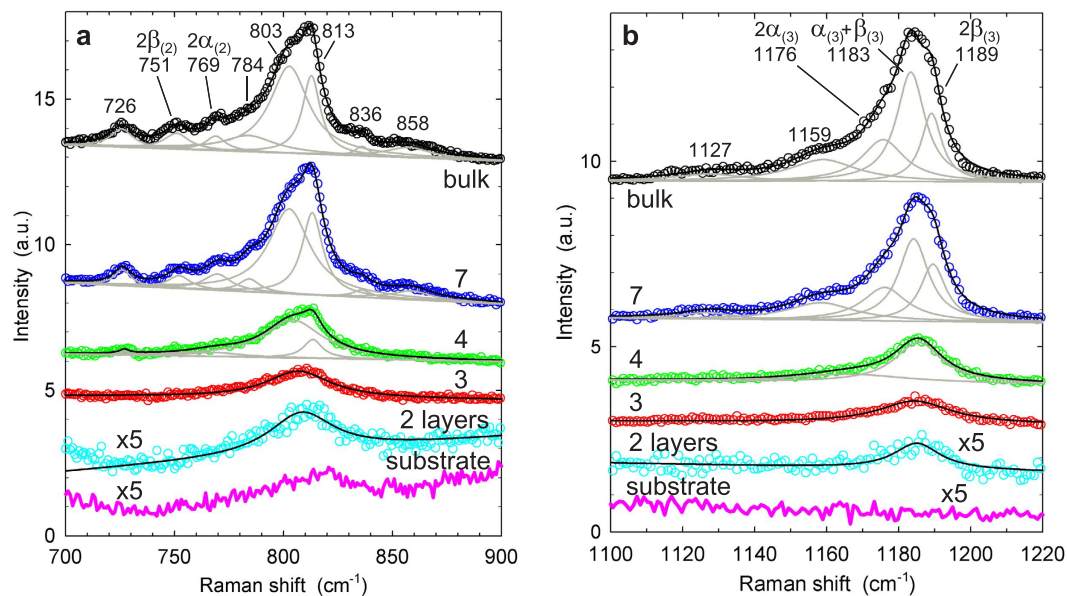 a
2β(2)
751
2α(2)
769
784
803
813
726
836
858
bulk
7
4
3
2 layers
x5
substrate
x5
15
10
5
0
700
750
800
850
900
Intensity (a.u.)
Raman shift (cm⁻¹)
b
2α(3)
1176
α(3)+β(3)
1183
2β(3)
1189
1159
1127
bulk
7
4
3
2 layers
x5
substrate
x5
10
5
0
1100
1120
1140
1160
1180
1200
1220
Intensity (a.u.)
Raman shift (cm⁻¹)